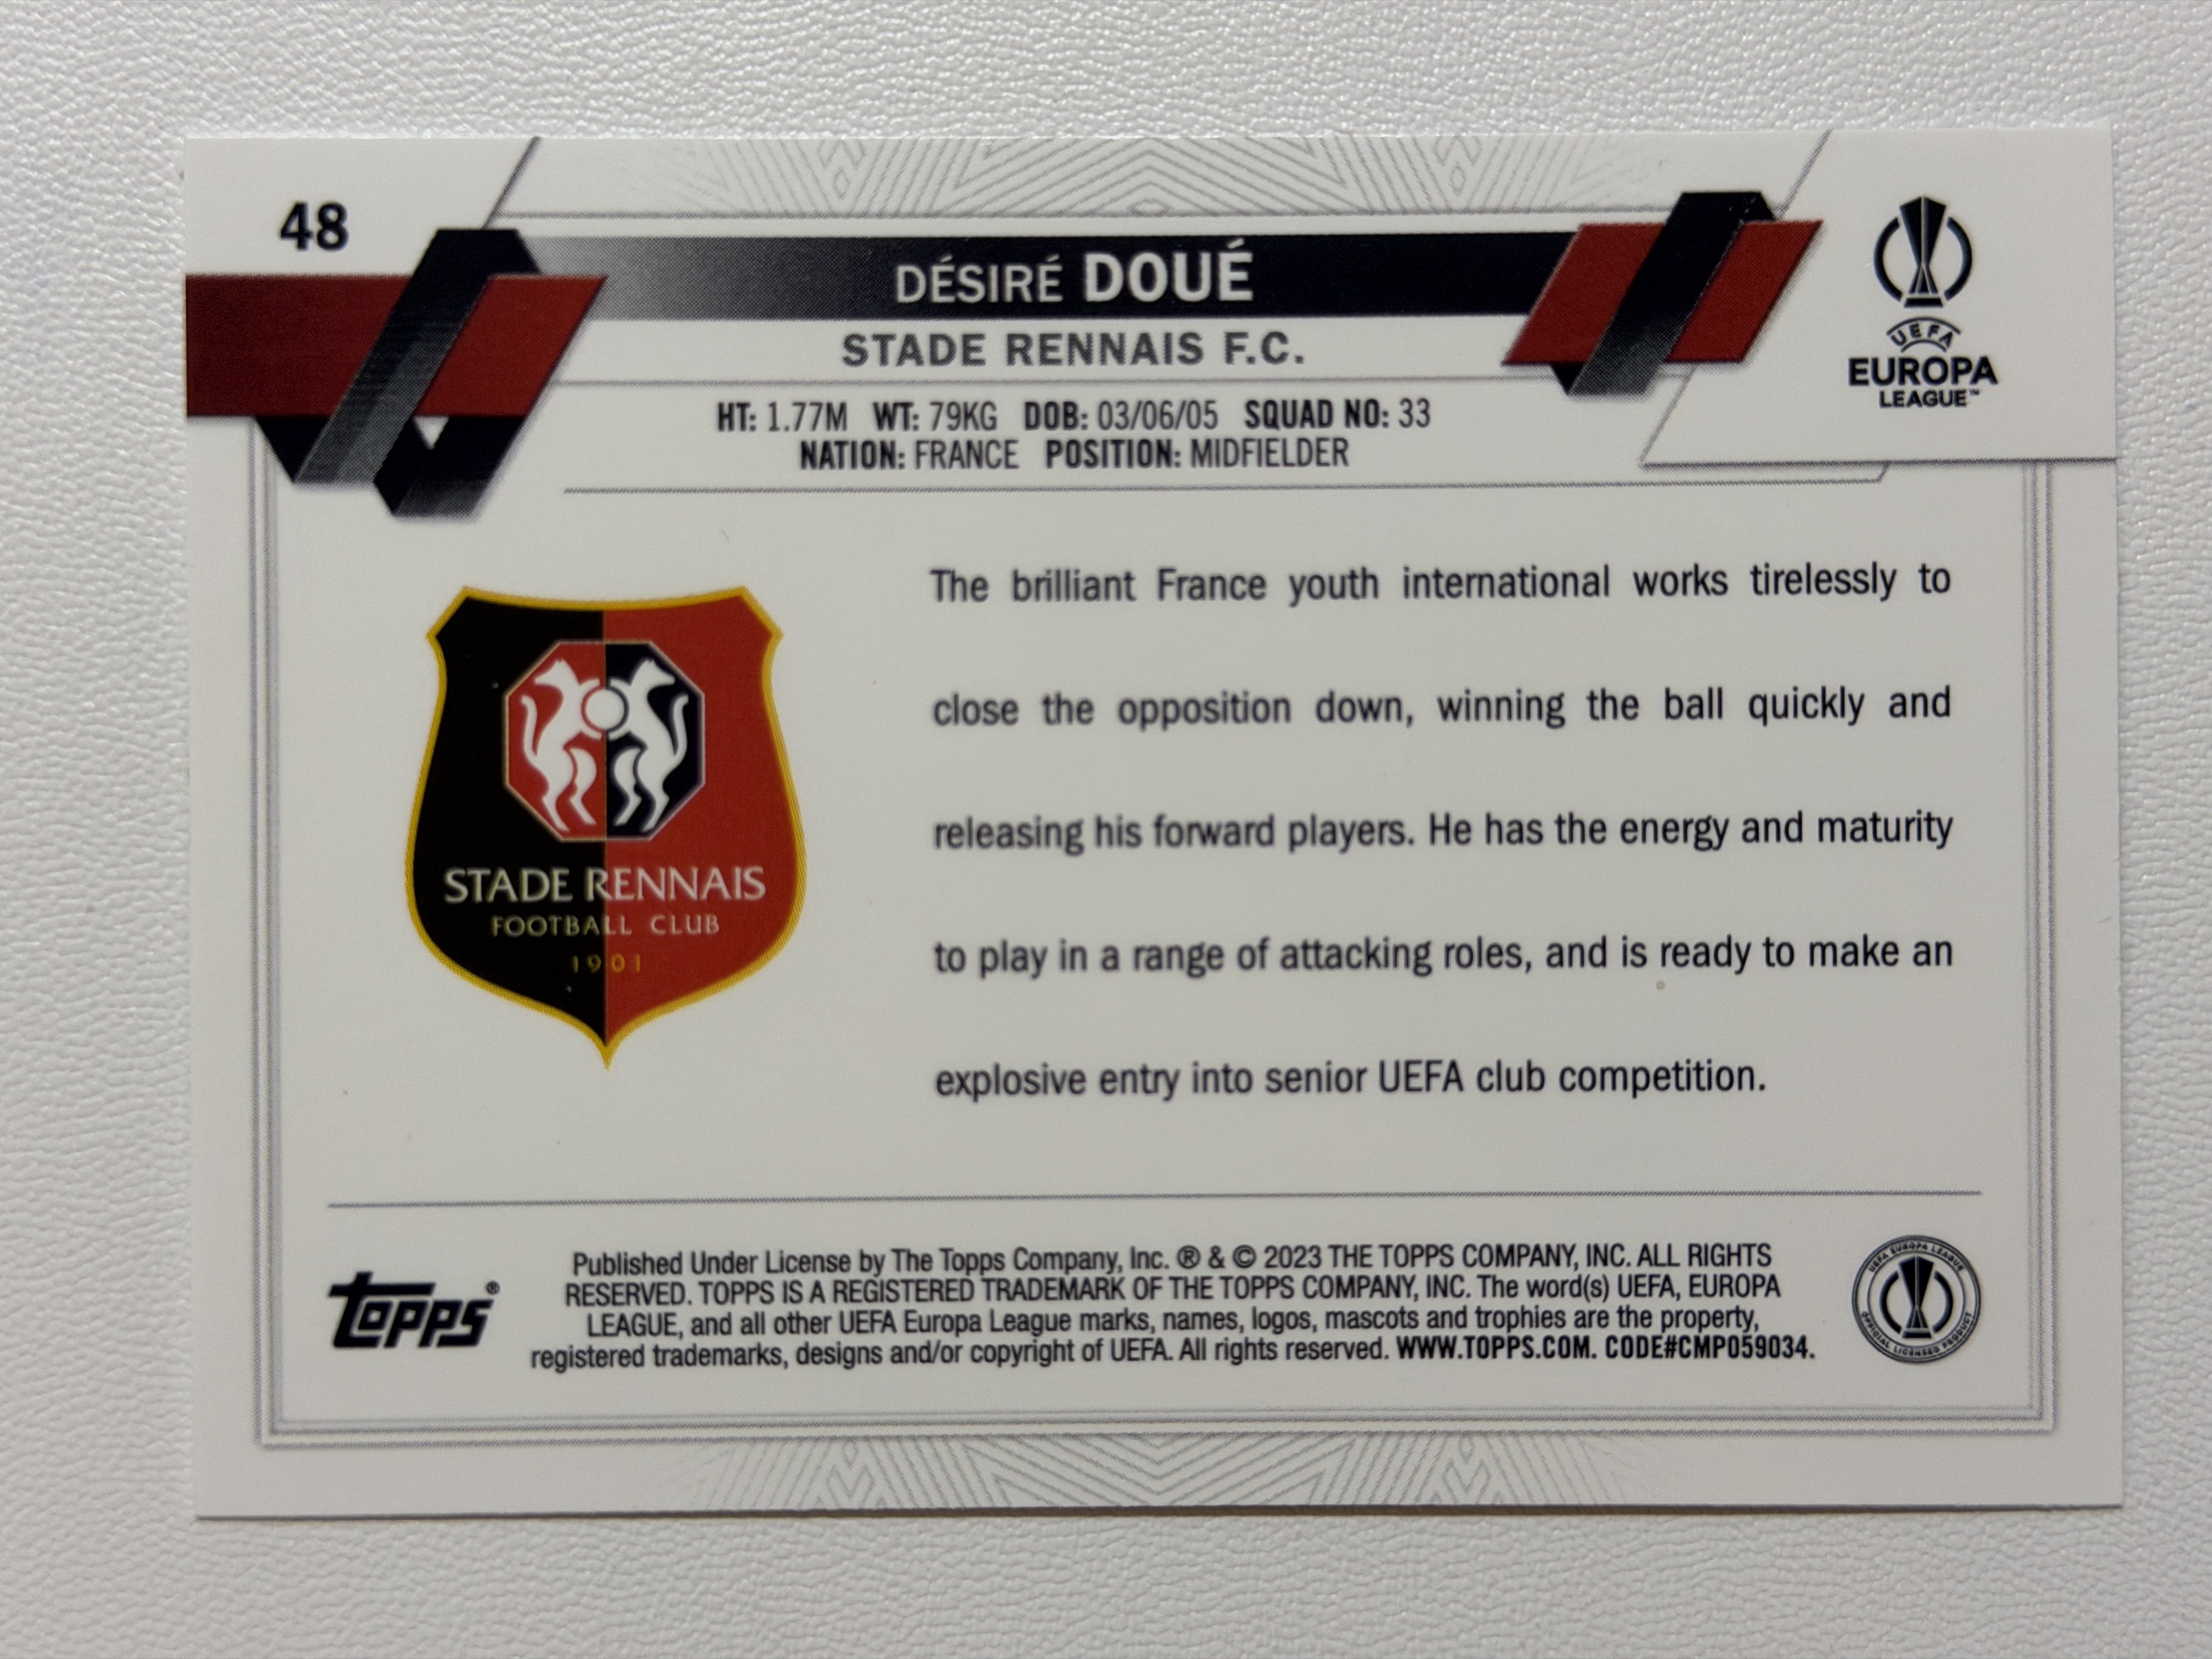 48
DÉSIRÉ DOUÉ
STADE RENNAIS F.C.
HT: 1.77M WT: 79KG DOB: 03/06/05 SQUAD NO: 33
NATION: FRANCE POSITION: MIDFIELDER
UEFA
EUROPA
LEAGUE™
The brilliant France youth international works tirelessly to
close the opposition down, winning the ball quickly and
releasing his forward players. He has the energy and maturity
to play in a range of attacking roles, and is ready to make an
explosive entry into senior UEFA club competition.
STADE RENNAIS
FOOTBALL CLUB
1901
topps®
Published Under License by The Topps Company, Inc. ® & © 2023 THE TOPPS COMPANY, INC. ALL RIGHTS
RESERVED. TOPPS IS A REGISTERED TRADEMARK OF THE TOPPS COMPANY, INC. The word(s) UEFA, EUROPA
LEAGUE, and all other UEFA Europa League marks, names, logos, mascots and trophies are the property,
registered trademarks, designs and/or copyright of UEFA. All rights reserved. WWW.TOPPS.COM. CODE#CMP059034.
UEFA EUROPA LEAGUE
OFFICIAL LICENSED PRODUCT